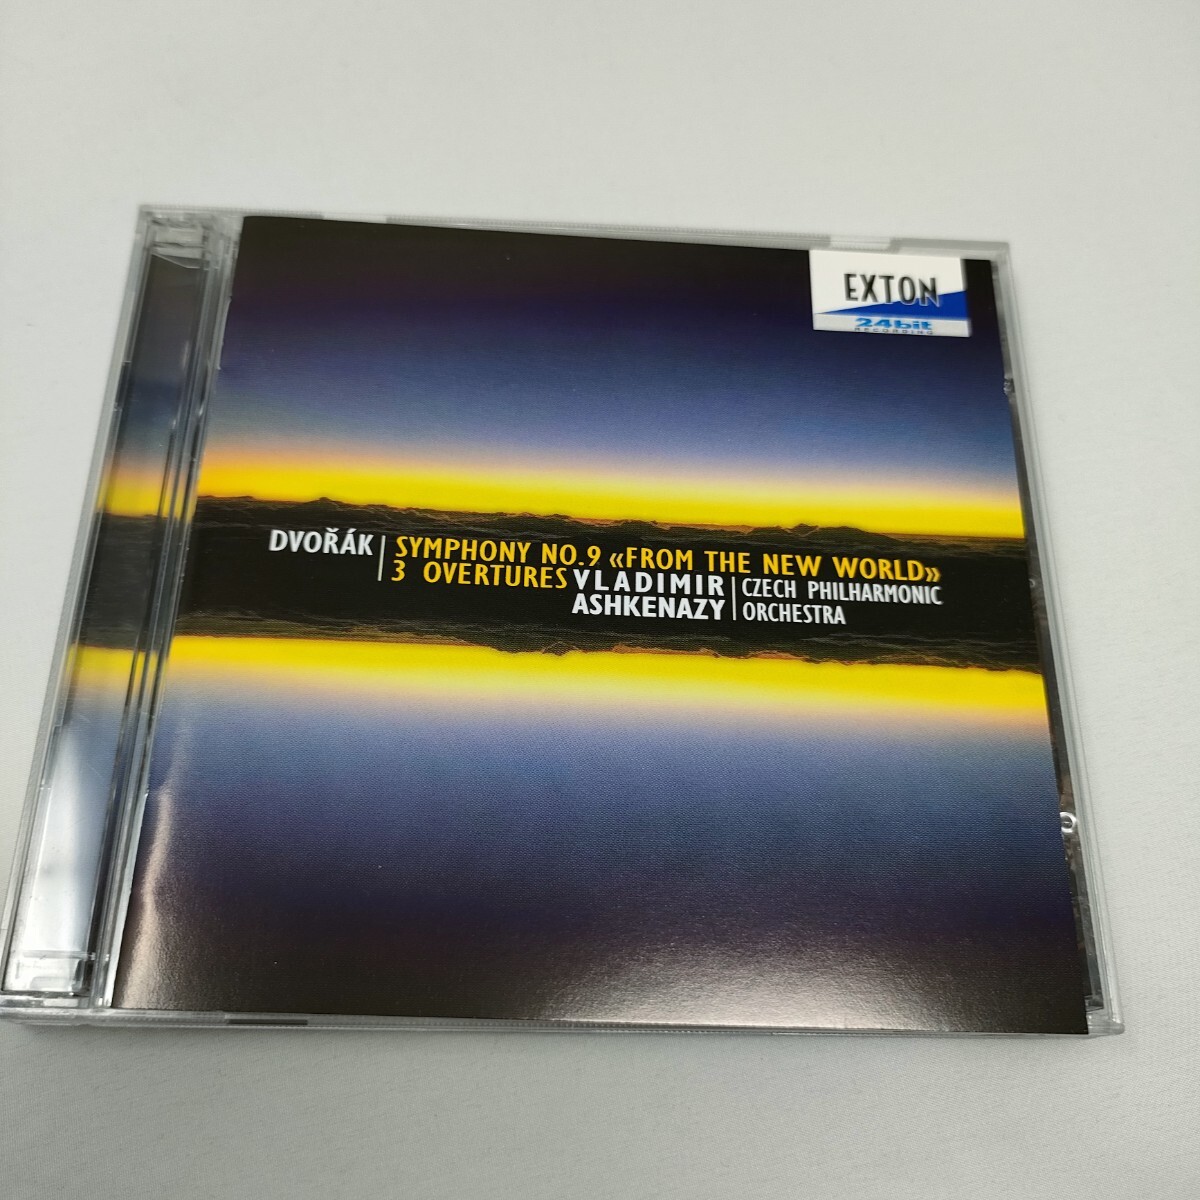 EXTON
24bit
RECORDING
DVOŘÁK
SYMPHONY NO.9 «FROM THE NEW WORLD»
3 OVERTURES
VLADIMIR
ASHKENAZY
CZECH PHILHARMONIC
ORCHESTRA